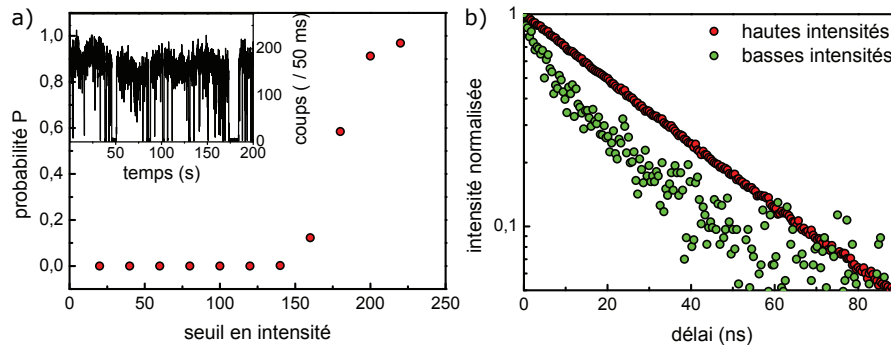 a)
probabilité P
1,0
0,8
0,6
0,4
0,2
0,0
0
50
100
150
200
250
seuil en intensité
200
100
0
coups ( / 50 ms)
50
100
150
200
temps (s)
b)
intensité normalisée
1
0,1
0
20
40
60
80
délai (ns)
hautes intensités
basses intensités